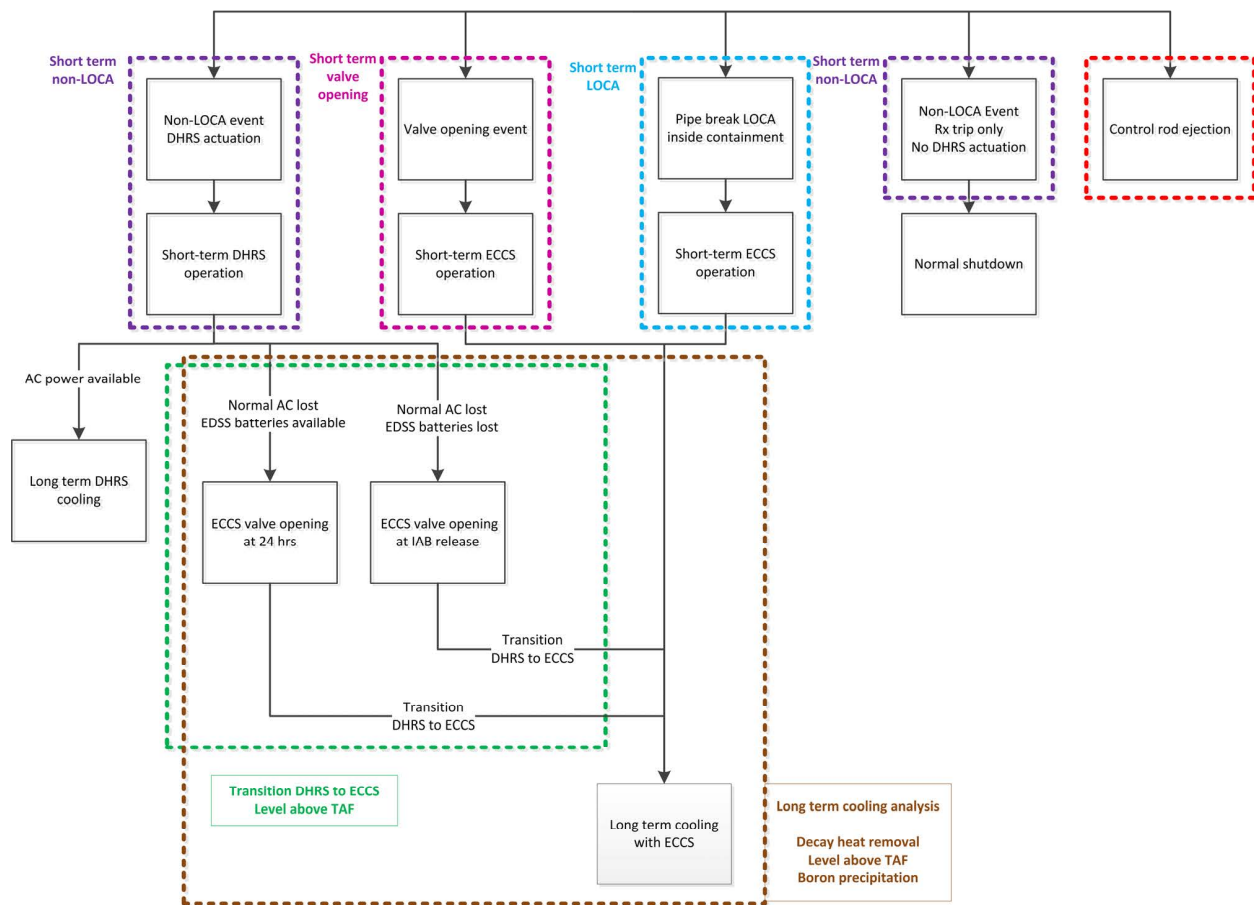 Short term
non-LOCA
Non-LOCA event
DHRS actuation
Short-term DHRS
operation
Short term
valve
opening
Valve opening event
Short-term ECCS
operation
Short term
LOCA
Pipe break LOCA
inside containment
Short-term ECCS
operation
Short term
non-LOCA
Non-LOCA Event
Rx trip only
No DHRS actuation
Normal shutdown
Control rod ejection
AC power available
Long term DHRS
cooling
Normal AC lost
EDSS batteries available
ECCS valve opening
at 24 hrs
Normal AC lost
EDSS batteries lost
ECCS valve opening
at IAB release
Transition
DHRS to ECCS
Transition
DHRS to ECCS
Transition DHRS to ECCS
Level above TAF
Long term cooling
with ECCS
Long term cooling analysis
Decay heat removal
Level above TAF
Boron precipitation